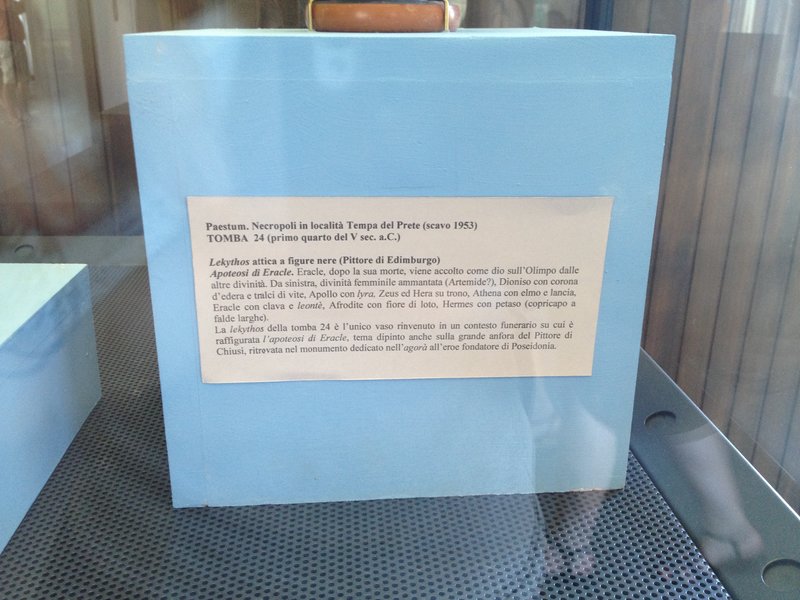 Paestum. Necropoli in località Tempa del Prete (scavo 1953)
TOMBA 24 (primo quarto del V sec. a.C.)
Lekythos attica a figure nere (Pittore di Edimburgo)
Apoteosi di Eracle. Eracle, dopo la sua morte, viene accolto come dio sull'Olimpo dalle
altre divinità. Da sinistra, divinità femminile ammantata (Artemide?), Dioniso con corona
d'edera e tralci di vite, Apollo con lyra, Zeus ed Hera su trono, Athena con elmo e lancia,
Eracle con clava e leontè, Afrodite con fiore di loto, Hermes con petaso (copricapo a
falde larghe).
La lekythos della tomba 24 è l'unico vaso rinvenuto in un contesto funerario su cui è
raffigurata l'apoteosi di Eracle, tema dipinto anche sulla grande anfora del Pittore di
Chiusi, ritrevata nel monumento dedicato nell'agorà all'eroe fondatore di Poseidonia.